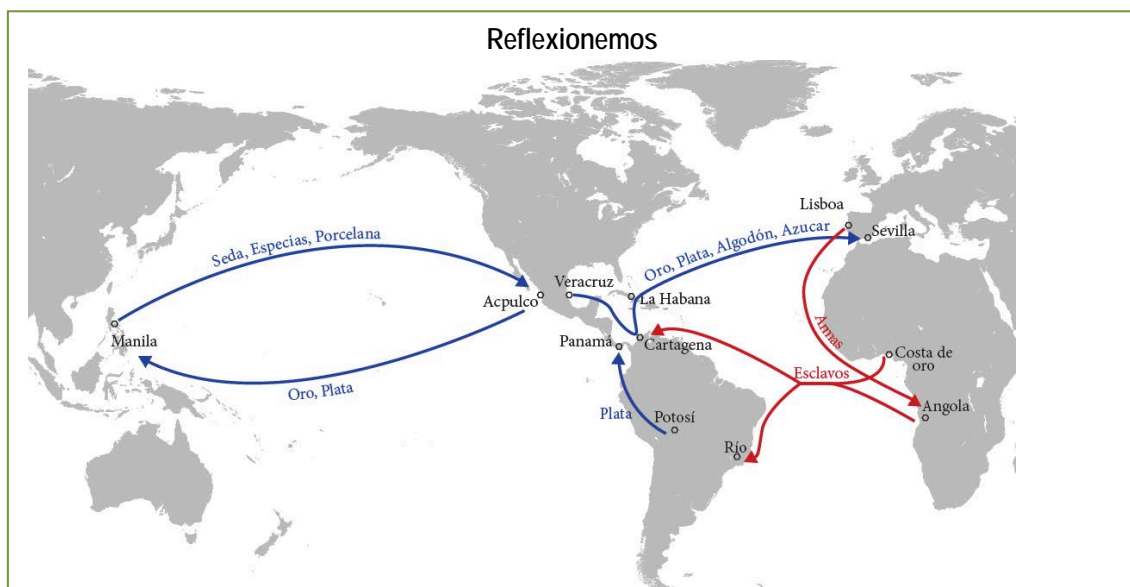 Reflexionemos
Lisboa
Sevilla
Oro, Plata, Algodón, Azucar
Seda, Especias, Porcelana
Veracruz
Acpulco
La Habana
Manila
Panamá
Cartagena
Armas
Costa de
oro
Esclavos
Oro, Plata
Plata
Potosí
Angola
Río